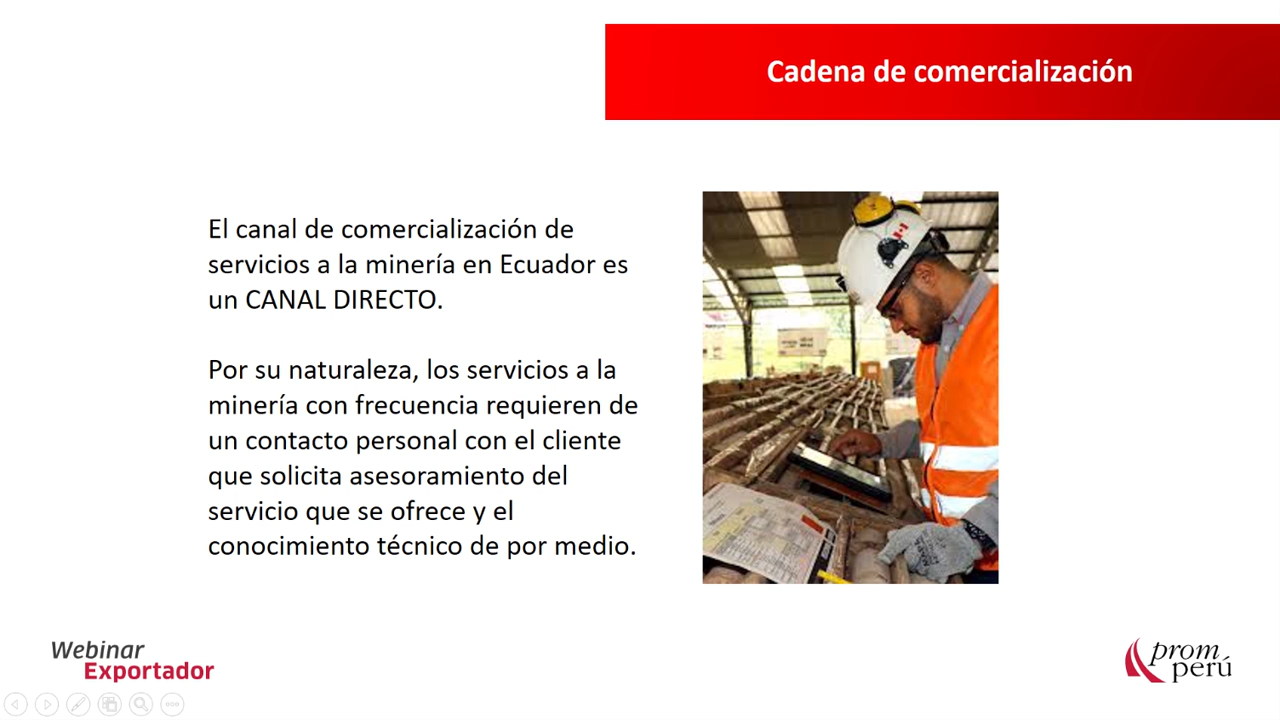 Cadena de comercialización
El canal de comercialización de
servicios a la minería en Ecuador es
un CANAL DIRECTO.
Por su naturaleza, los servicios a la
minería con frecuencia requieren de
un contacto personal con el cliente
que solicita asesoramiento del
servicio que se ofrece y el
conocimiento técnico de por medio.
Webinar
Exportador
prom
perú